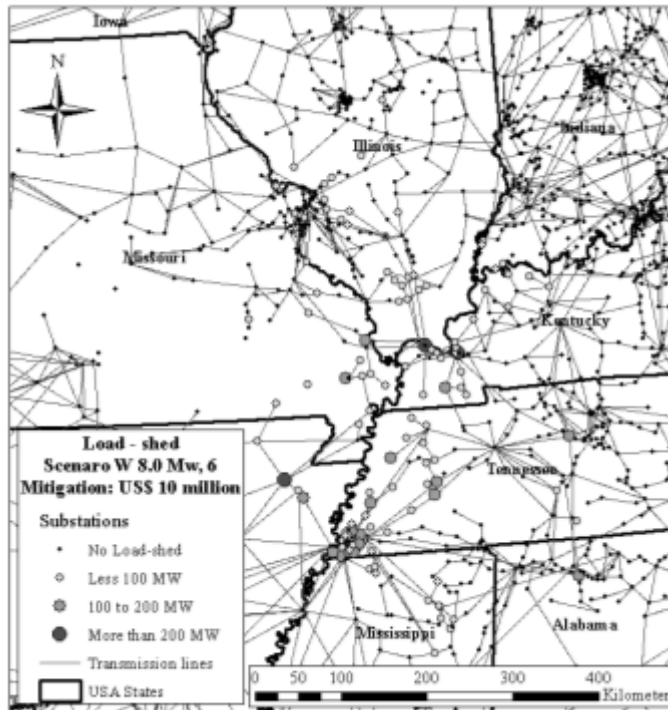 Iowa
N
Illinois
Indiana
Missouri
Kentucky
Load - shed
Scenaro W 8.0 Mw, 6
Mitigation: US$ 10 million
Substations
No Load-shed
Less 100 MW
100 to 200 MW
More than 200 MW
Transmission lines
USA States
Tennessee
Mississippi
Alabama
0 50 100 200 300 400
Kilometer